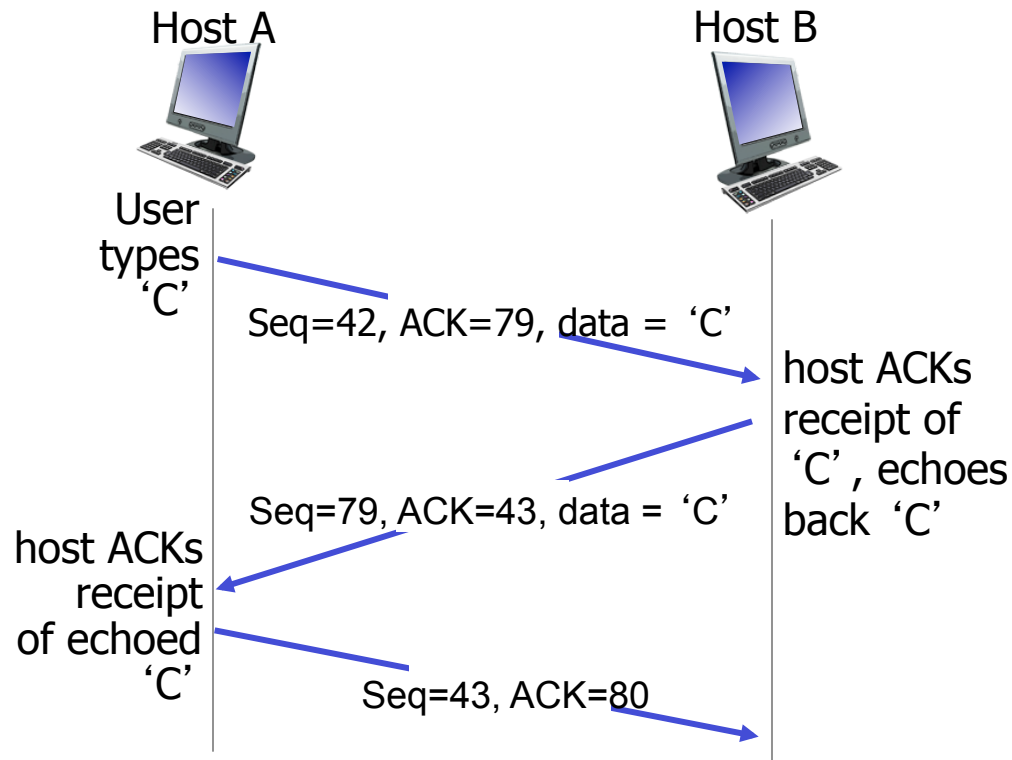 Host A
Host B
User
types
‘C’
Seq=42, ACK=79, data = ‘C’
host ACKs
receipt of
‘C’, echoes
back ‘C’
Seq=79, ACK=43, data = ‘C’
host ACKs
receipt
of echoed
‘C’
Seq=43, ACK=80